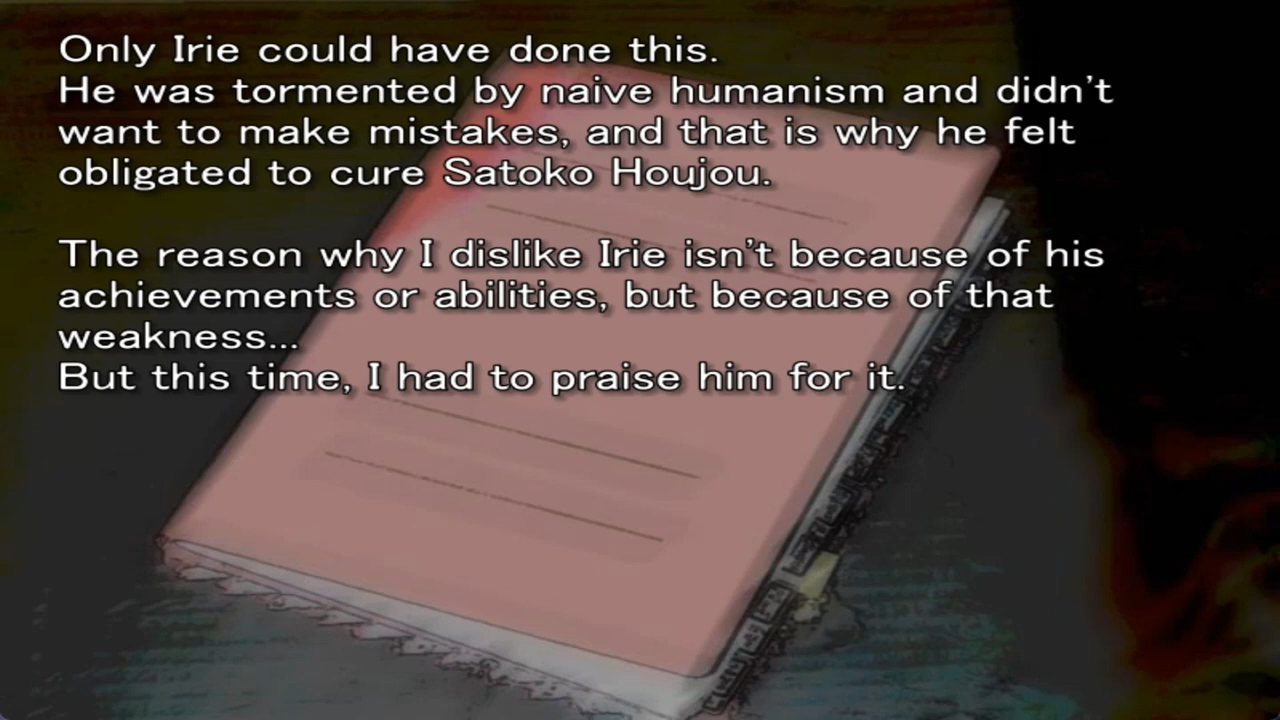 Only Irie could have done this.
He was tormented by naive humanism and didn't
want to make mistakes, and that is why he felt
obligated to cure Satoko Houjou.
The reason why I dislike Irie isn't because of his
achievements or abilities, but because of that
weakness...
But this time, I had to praise him for it.